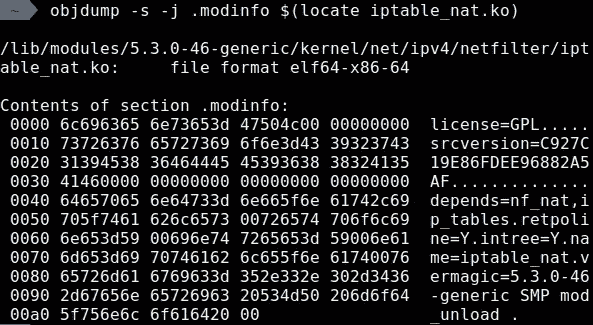 ~ objdump -s -j .modinfo $(locate iptable_nat.ko)
/lib/modules/5.3.0-46-generic/kernel/net/ipv4/netfilter/ipt
able_nat.ko:     file format elf64-x86-64
Contents of section .modinfo:
 0000 6c696365 6e73653d 47504c00 00000000  license=GPL.....
 0010 73726376 65727369 6f6e3d43 39323743  srcversion=C927C
 0020 31394538 36464445 45393638 38324135  19E86FDEE96882A5
 0030 41460000 00000000 00000000 00000000  AF..............
 0040 64657065 6e64733d 6e665f6e 61742c69  depends=nf_nat,i
 0050 705f7461 626c6573 00726574 706f6c69  p_tables.retpoli
 0060 6e653d59 00696e74 7265653d 59006e61  ne=Y.intree=Y.na
 0070 6d653d69 70746162 6c655f6e 61740076  me=iptable_nat.v
 0080 65726d61 6769633d 352e332e 302d3436  ermagic=5.3.0-46
 0090 2d67656e 65726963 20534d50 206d6f64  -generic SMP mod
 00a0 5f756e6c 6f616420 00                 _unload .